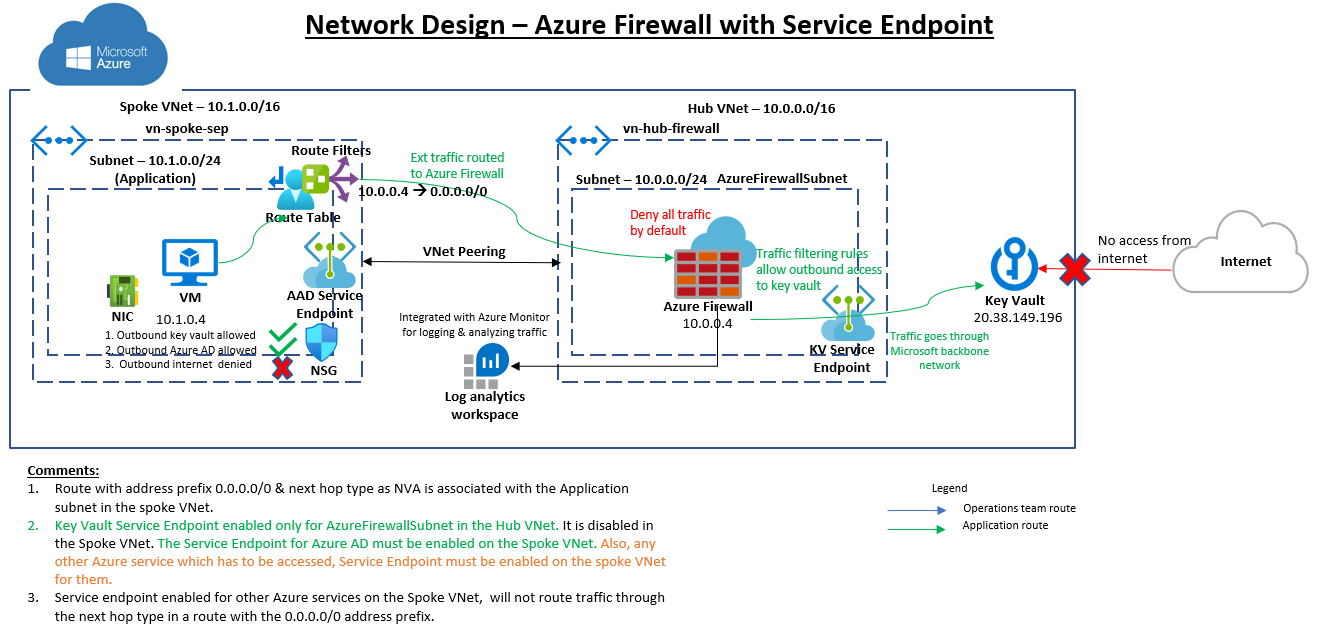 Network Design – Azure Firewall with Service Endpoint
Microsoft
Azure
Spoke VNet – 10.1.0.0/16
vn-spoke-sep
Subnet – 10.1.0.0/24
(Application)
Route Filters
Route Table
10.0.0.4 → 0.0.0.0/0
Ext traffic routed
to Azure Firewall
VM
10.1.0.4
NIC
AAD Service
Endpoint
1. Outbound key vault allowed
2. Outbound Azure AD allowed
3. Outbound internet denied
NSG
VNet Peering
Integrated with Azure Monitor
for logging & analyzing traffic
Log analytics
workspace
Hub VNet – 10.0.0.0/16
vn-hub-firewall
Subnet – 10.0.0.0/24 AzureFirewallSubnet
Deny all traffic
by default
Traffic filtering rules
allow outbound access
to key vault
Azure Firewall
10.0.0.4
KV Service
Endpoint
Traffic goes through
Microsoft backbone
network
Key Vault
20.38.149.196
No access from
internet
Internet
Comments:
1. Route with address prefix 0.0.0.0/0 & next hop type as NVA is associated with the Application
subnet in the spoke VNet.
2. Key Vault Service Endpoint enabled only for AzureFirewallSubnet in the Hub VNet. It is disabled in
the Spoke VNet. The Service Endpoint for Azure AD must be enabled on the Spoke VNet. Also, any
other Azure service which has to be accessed, Service Endpoint must be enabled on the spoke VNet
for them.
3. Service endpoint enabled for other Azure services on the Spoke VNet, will not route traffic through
the next hop type in a route with the 0.0.0.0/0 address prefix.
Legend
Operations team route
Application route